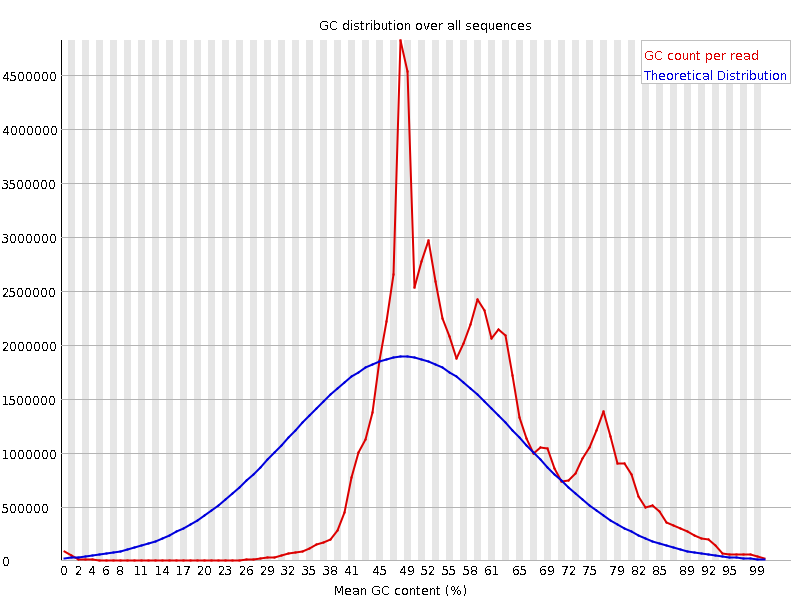 GC distribution over all sequences
GC count per read
Theoretical Distribution
4500000
4000000
3500000
3000000
2500000
2000000
1500000
1000000
500000
0
0 2 4 6 8 11 14 17 20 23 26 29 32 35 38 41 45 49 52 55 58 61 65 69 72 75 79 82 85 89 92 95 99
Mean GC content (%)